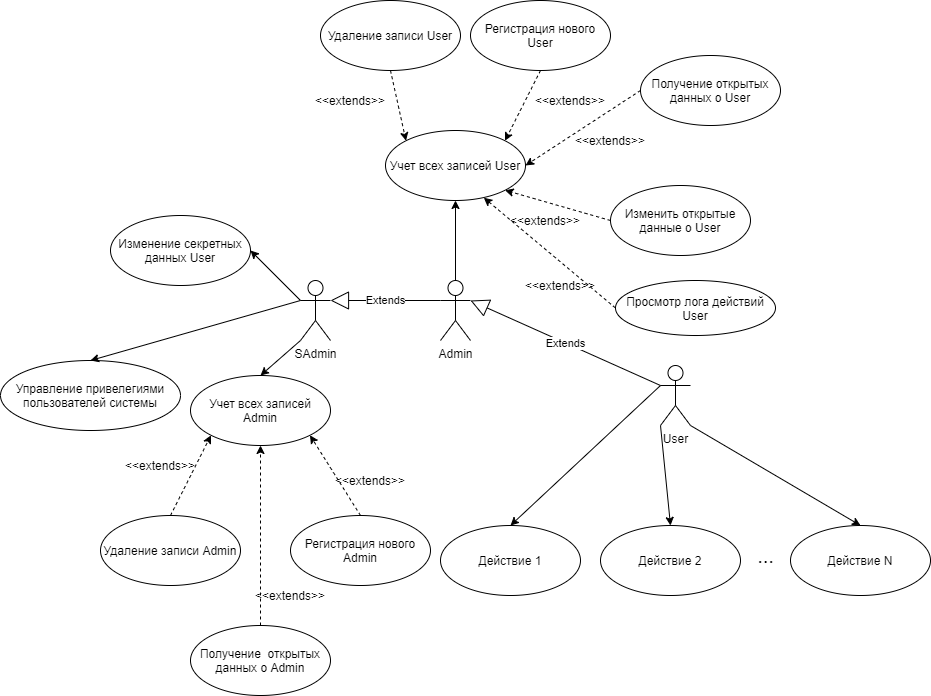 Удаление записи User
Регистрация нового
User
Получение открытых
данных о User
<<extends>>
<<extends>>
<<extends>>
Учет всех записей User
Изменить открытые
данные о User
<<extends>>
Изменение секретных
данных User
<<extends>>
Просмотр лога действий
User
Extends
Extends
SAdmin
Admin
Управление привелегиями
пользователей системы
Учет всех записей
Admin
User
<<extends>>
<<extends>>
Удаление записи Admin
Регистрация нового
Admin
Действие 1
Действие 2
...
Действие N
<<extends>>
Получение открытых
данных о Admin